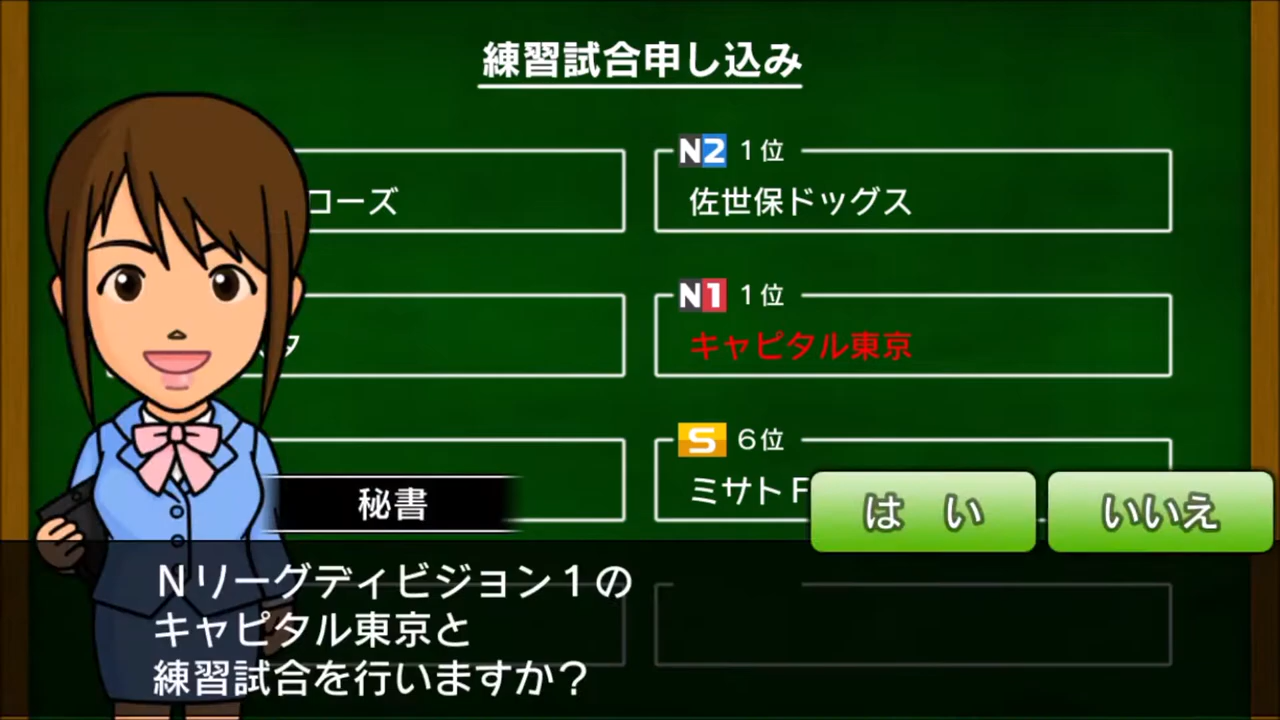 練習試合申し込み
N2 1位
ローズ
佐世保ドッグス
N1 1位
タ
キャピタル東京
S 6位
ミサトF
秘書
はい
いいえ
Nリーグディビジョン1の
キャピタル東京と
練習試合を行いますか?